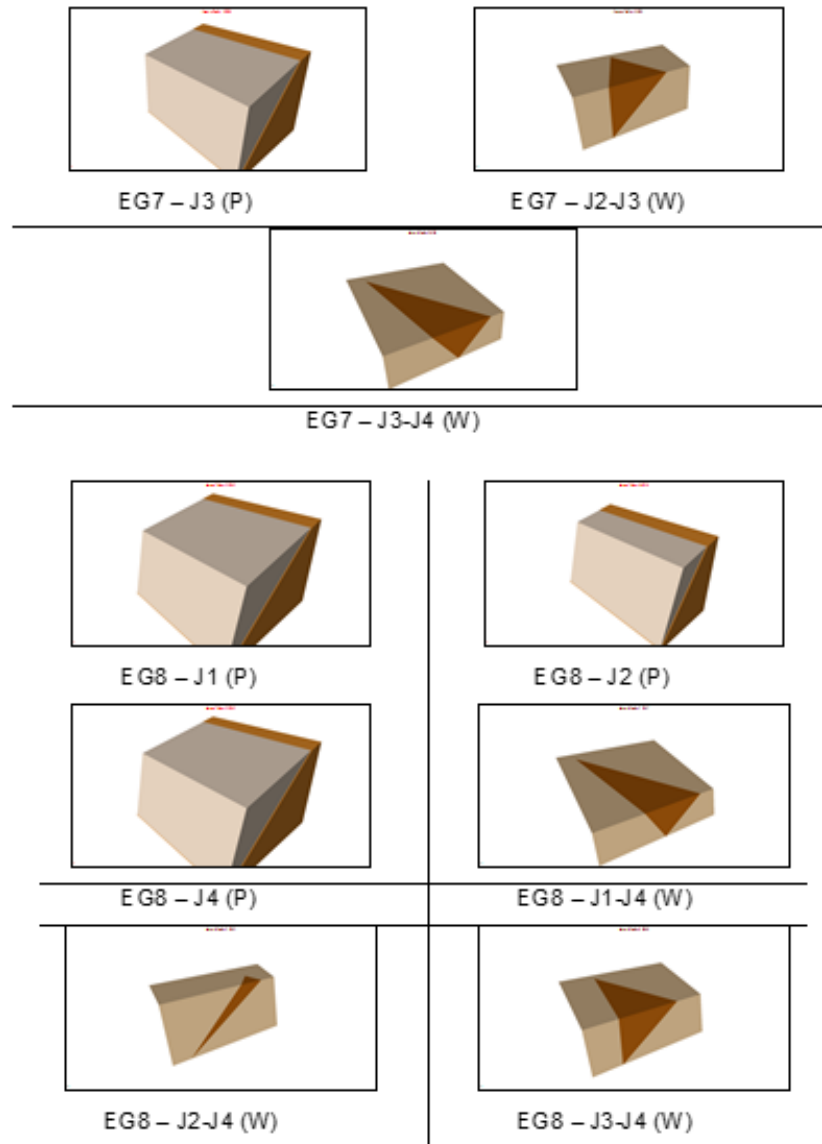 EG7 – J3 (P)
EG7 – J2-J3 (W)
EG7 – J3-J4 (W)
EG8 – J1 (P)
EG8 – J2 (P)
EG8 – J4 (P)
EG8 – J1-J4 (W)
EG8 – J2-J4 (W)
EG8 – J3-J4 (W)